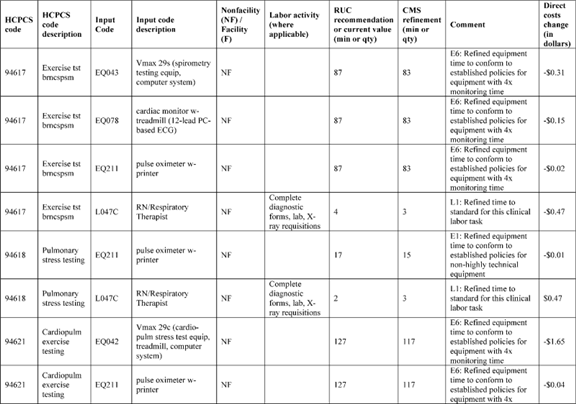 HCPCS code | HCPCS code description | Input Code | Input code description | Nonfacility (NF) / Facility (F) | Labor activity (where applicable) | RUC recommendation or current value (min or qty) | CMS refinement (min or qty) | Comment | Direct costs change (in dollars)
94617 | Exercise tst brncspsm | EQ043 | Vmax 29s (spirometry testing equip, computer system) | NF | | 87 | 83 | E6: Refined equipment time to conform to established policies for equipment with 4x monitoring time | -$0.31
94617 | Exercise tst brncspsm | EQ078 | cardiac monitor w-treadmill (12-lead PC-based ECG) | NF | | 87 | 83 | E6: Refined equipment time to conform to established policies for equipment with 4x monitoring time | -$0.15
94617 | Exercise tst brncspsm | EQ211 | pulse oximeter w-printer | NF | | 87 | 83 | E6: Refined equipment time to conform to established policies for equipment with 4x monitoring time | -$0.02
94617 | Exercise tst brncspsm | L047C | RN/Respiratory Therapist | NF | Complete diagnostic forms, lab, X-ray requisitions | 4 | 3 | L1: Refined time to standard for this clinical labor task | -$0.47
94618 | Pulmonary stress testing | EQ211 | pulse oximeter w-printer | NF | | 17 | 15 | E1: Refined equipment time to conform to established policies for non-highly technical equipment | -$0.01
94618 | Pulmonary stress testing | L047C | RN/Respiratory Therapist | NF | Complete diagnostic forms, lab, X-ray requisitions | 2 | 3 | L1: Refined time to standard for this clinical labor task | $0.47
94621 | Cardiopulm exercise testing | EQ042 | Vmax 29c (cardio-pulm stress test equip, treadmill, computer system) | NF | | 127 | 117 | E6: Refined equipment time to conform to established policies for equipment with 4x monitoring time | -$1.65
94621 | Cardiopulm exercise testing | EQ211 | pulse oximeter w-printer | NF | | 127 | 117 | E6: Refined equipment time to conform to established policies for | -$0.04